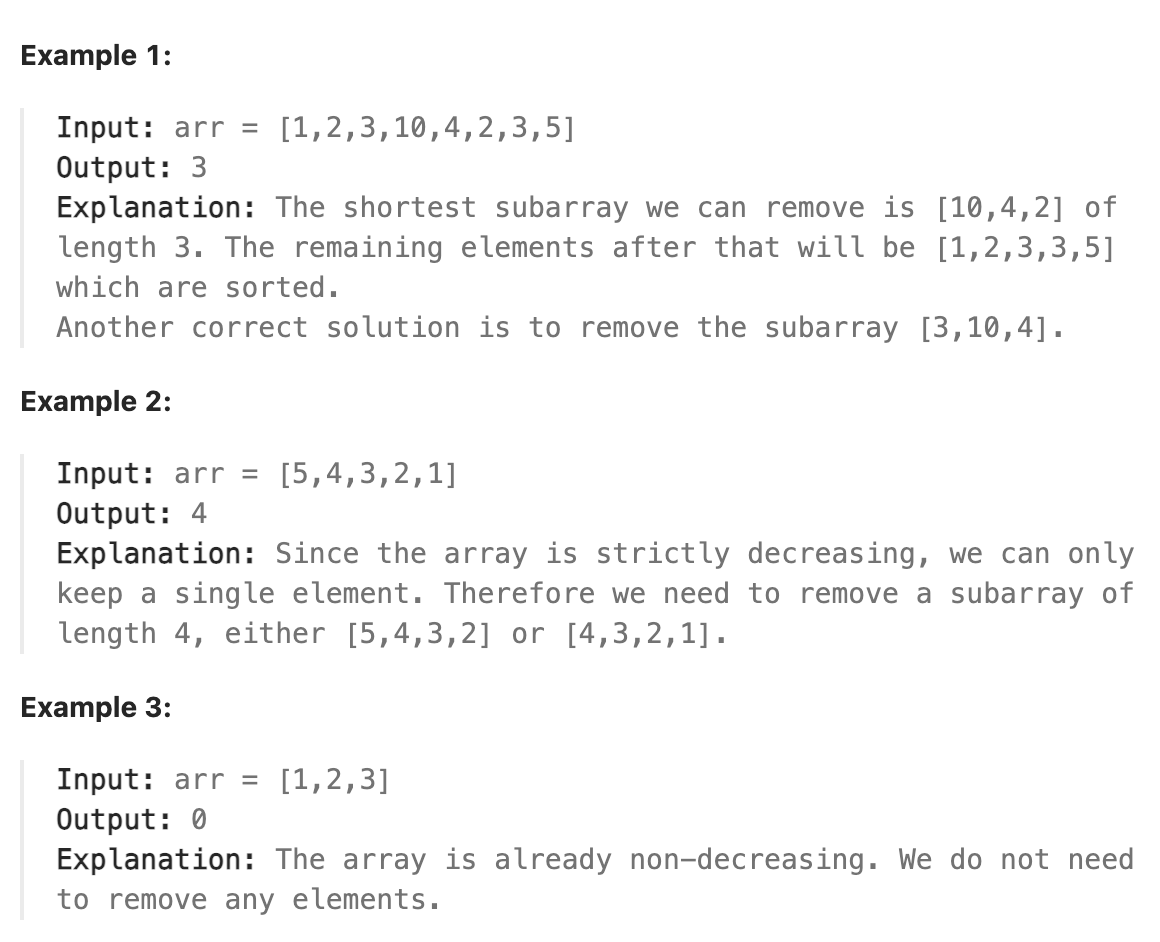 Example 1:
Input: arr = [1,2,3,10,4,2,3,5]
Output: 3
Explanation: The shortest subarray we can remove is [10,4,2] of
length 3. The remaining elements after that will be [1,2,3,3,5]
which are sorted.
Another correct solution is to remove the subarray [3,10,4].
Example 2:
Input: arr = [5,4,3,2,1]
Output: 4
Explanation: Since the array is strictly decreasing, we can only
keep a single element. Therefore we need to remove a subarray of
length 4, either [5,4,3,2] or [4,3,2,1].
Example 3:
Input: arr = [1,2,3]
Output: 0
Explanation: The array is already non-decreasing. We do not need
to remove any elements.